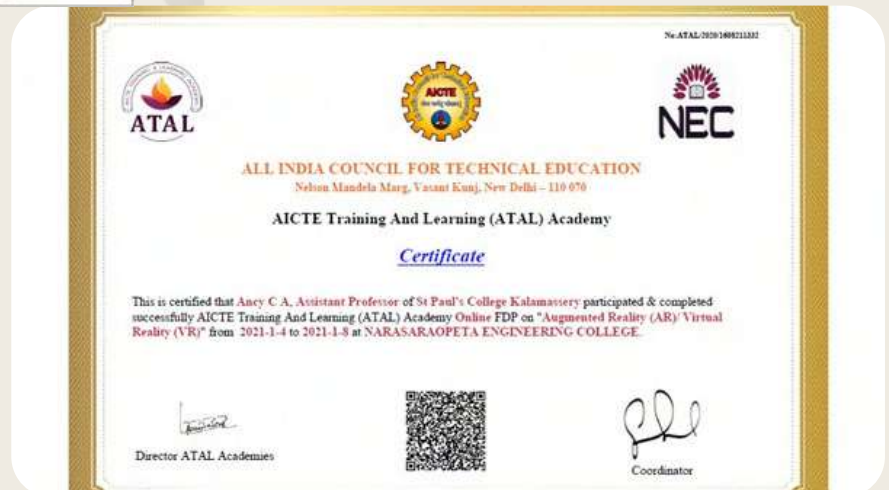 No:ATAL/2020/1608211332
ATAL
AICTE
NEC
ALL INDIA COUNCIL FOR TECHNICAL EDUCATION
Nelson Mandela Marg, Vasant Kunj, New Delhi – 110 070
AICTE Training And Learning (ATAL) Academy
Certificate
This is certified that Ancy C A, Assistant Professor of St Paul's College Kalamassery participated & completed
successfully AICTE Training And Learning (ATAL) Academy Online FDP on "Augmented Reality (AR)/ Virtual
Reality (VR)" from 2021-1-4 to 2021-1-8 at NARASARAOPETA ENGINEERING COLLEGE.
Director ATAL Academies
Coordinator